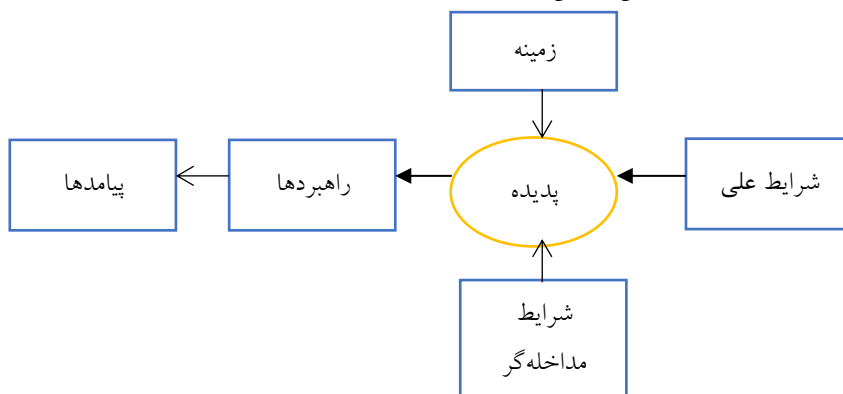 زمینه
شرایط علی
پدیده
راهبردها
پیامدها
شرایط
مداخله‌گر